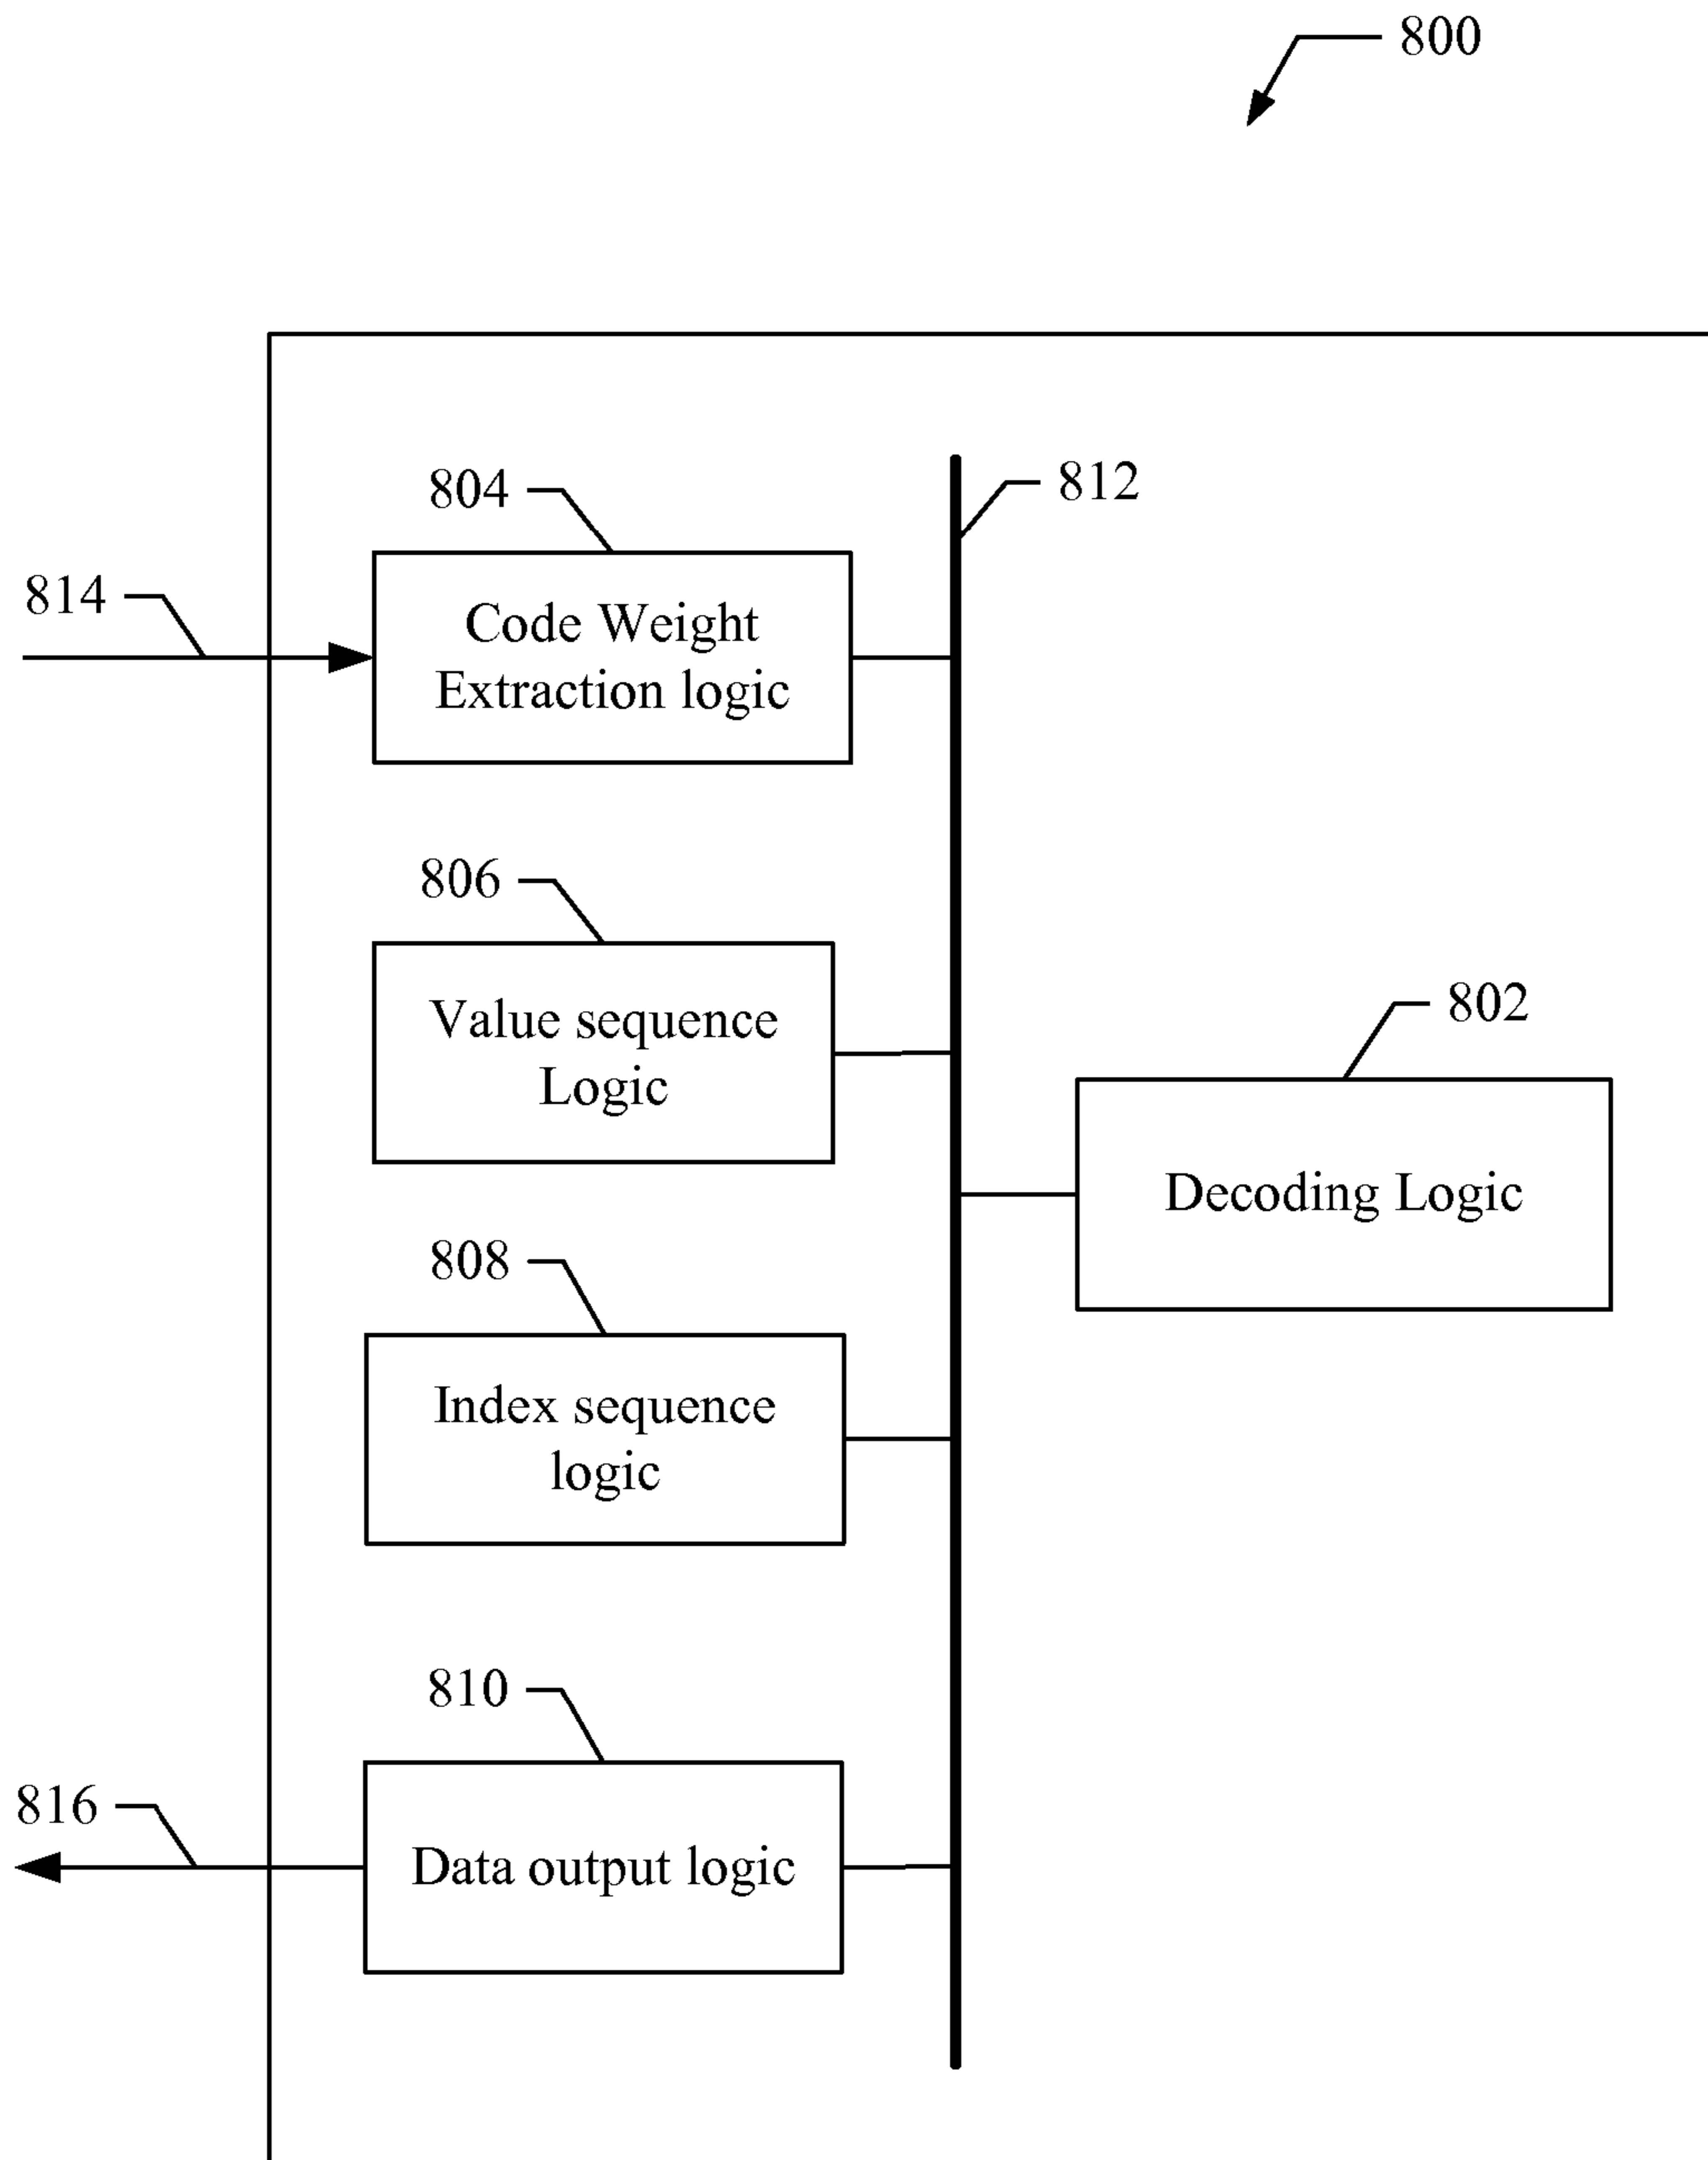 800
804
812
814
Code Weight
Extraction logic
806
Value sequence
Logic
802
Decoding Logic
808
Index sequence
logic
810
816
Data output logic